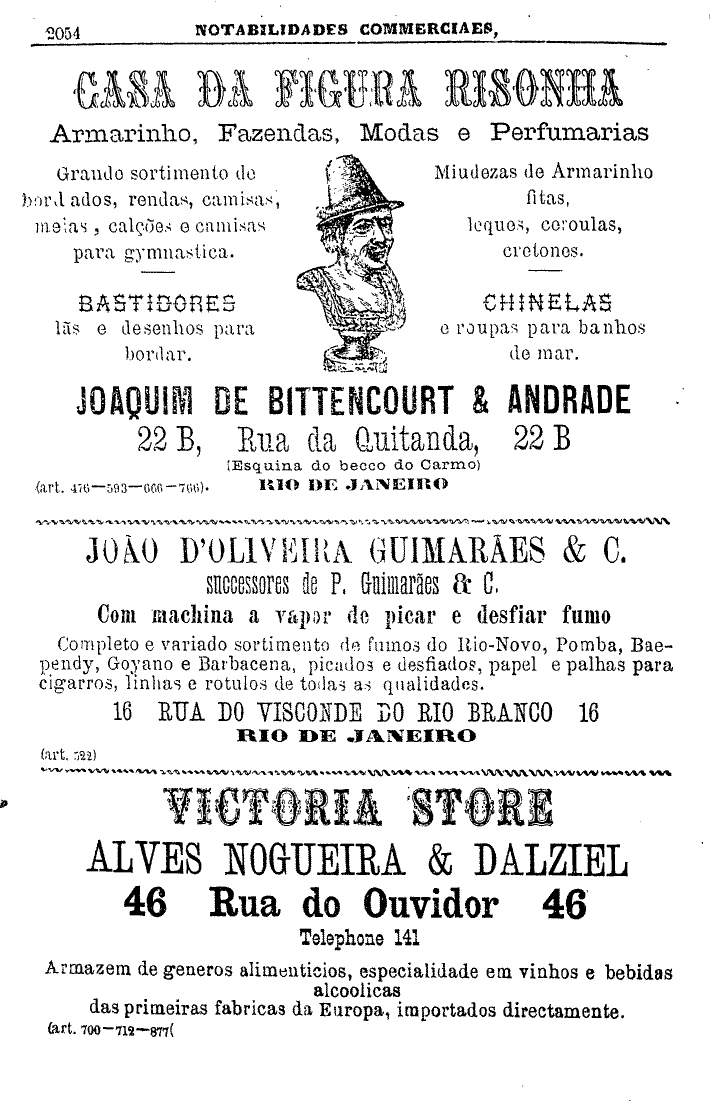 2054
NOTABILIDADES COMMERCIAES,
CASA DA FIGURA RISONHA
Armarinho, Fazendas, Modas e Perfumarias
Grande sortimento de
bordados, rendas, camisas,
meias, calções e camisas
para gymnastica.
BASTIDORES
lãs e desenhos para
bordar.
Miudezas de Armarinho
fitas,
leques, ceroulas,
cretones.
CHINELAS
e roupas para banhos
de mar.
JOAQUIM DE BITTENCOURT & ANDRADE
22 B, Rua da Quitanda, 22 B
(Esquina do becco do Carmo)
(art. 476—593—666—766).
RIO DE JANEIRO
JOÃO D'OLIVEIRA GUIMARÃES & C.
successores de P. Guimarães & C.
Com machina a vapor de picar e desfiar fumo
Completo e variado sortimento de fumos do Rio-Novo, Pomba, Bae-
pendy, Goyano e Barbacena, picados e desfiados, papel e palhas para
cigarros, linhas e rotulos de todas as qualidades.
16 RUA DO VISCONDE DO RIO BRANCO 16
RIO DE JANEIRO
(art. 522)
VICTORIA STORE
ALVES NOGUEIRA & DALZIEL
46 Rua do Ouvidor 46
Telephone 141
Armazem de generos alimenticios, especialidade em vinhos e bebidas
alcoolicas
das primeiras fabricas da Europa, importados directamente.
(art. 700—712—877(